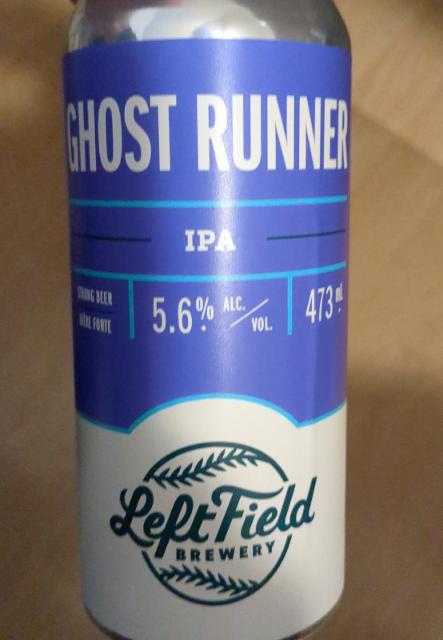 GHOST RUNNER
IPA
STRONG BEER
BIÈRE FORTE
5.6% ALC./VOL.
473 mL
Left Field
BREWERY